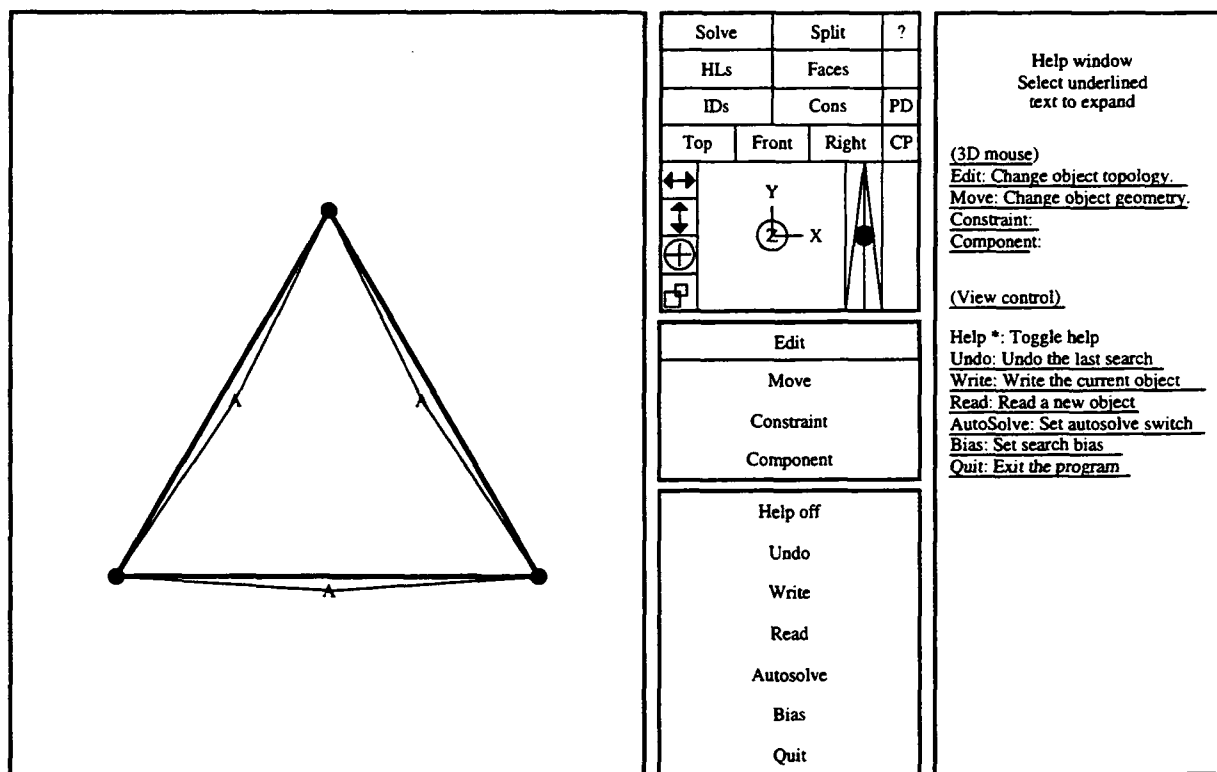 A
A
A
Solve Split ?
HLs Faces
IDs Cons PD
Top Front Right CP
Y
Z X
Edit
Move
Constraint
Component
Help off
Undo
Write
Read
Autosolve
Bias
Quit
Help window
Select underlined
text to expand
(3D mouse)
Edit: Change object topology.
Move: Change object geometry.
Constraint:
Component:
(View control)
Help *: Toggle help
Undo: Undo the last search
Write: Write the current object
Read: Read a new object
AutoSolve: Set autosolve switch
Bias: Set search bias
Quit: Exit the program